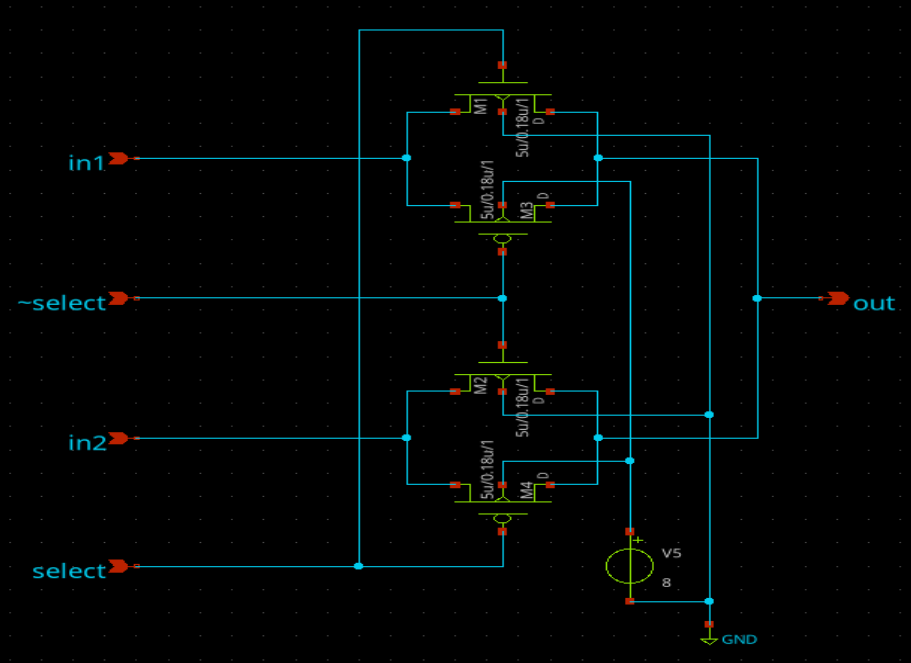 M1
5u/0.18u/1
D
in1
5u/0.18u/1
M3
D
~select
out
M2
5u/0.18u/1
D
in2
5u/0.18u/1
M4
D
V5
8
select
GND